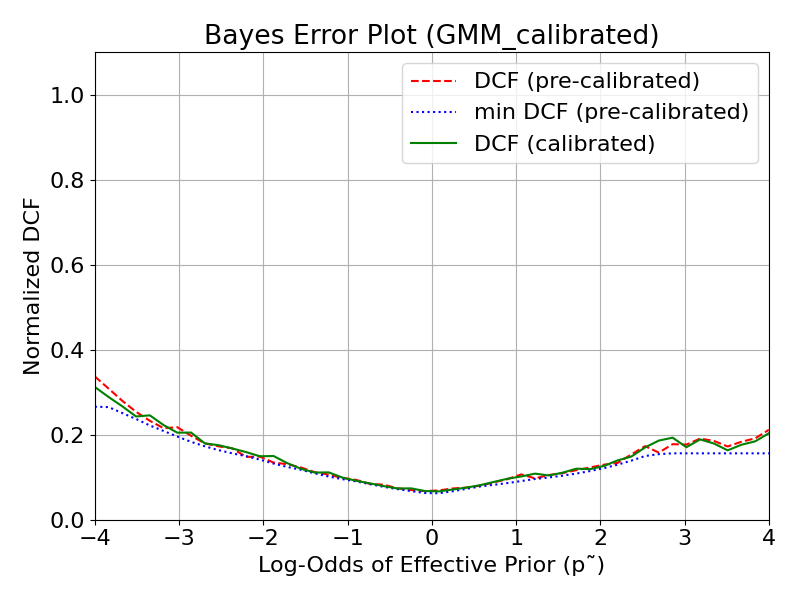 Bayes Error Plot (GMM_calibrated)
DCF (pre-calibrated)
min DCF (pre-calibrated)
DCF (calibrated)
Normalized DCF
1.0
0.8
0.6
0.4
0.2
0.0
−4 −3 −2 −1 0 1 2 3 4
Log-Odds of Effective Prior (p˜)